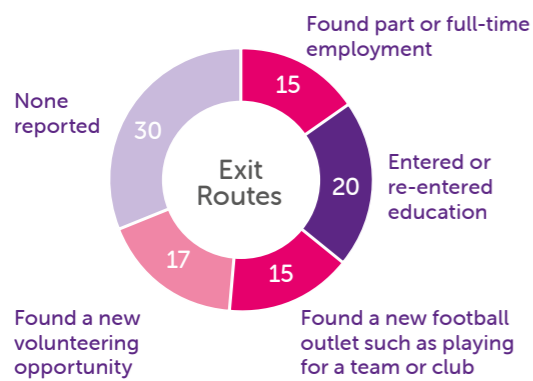 Found part or full-time
employment
15
None
reported
30
Exit
Routes
Entered or
re-entered
education
20
17
15
Found a new
volunteering
opportunity
Found a new football
outlet such as playing
for a team or club